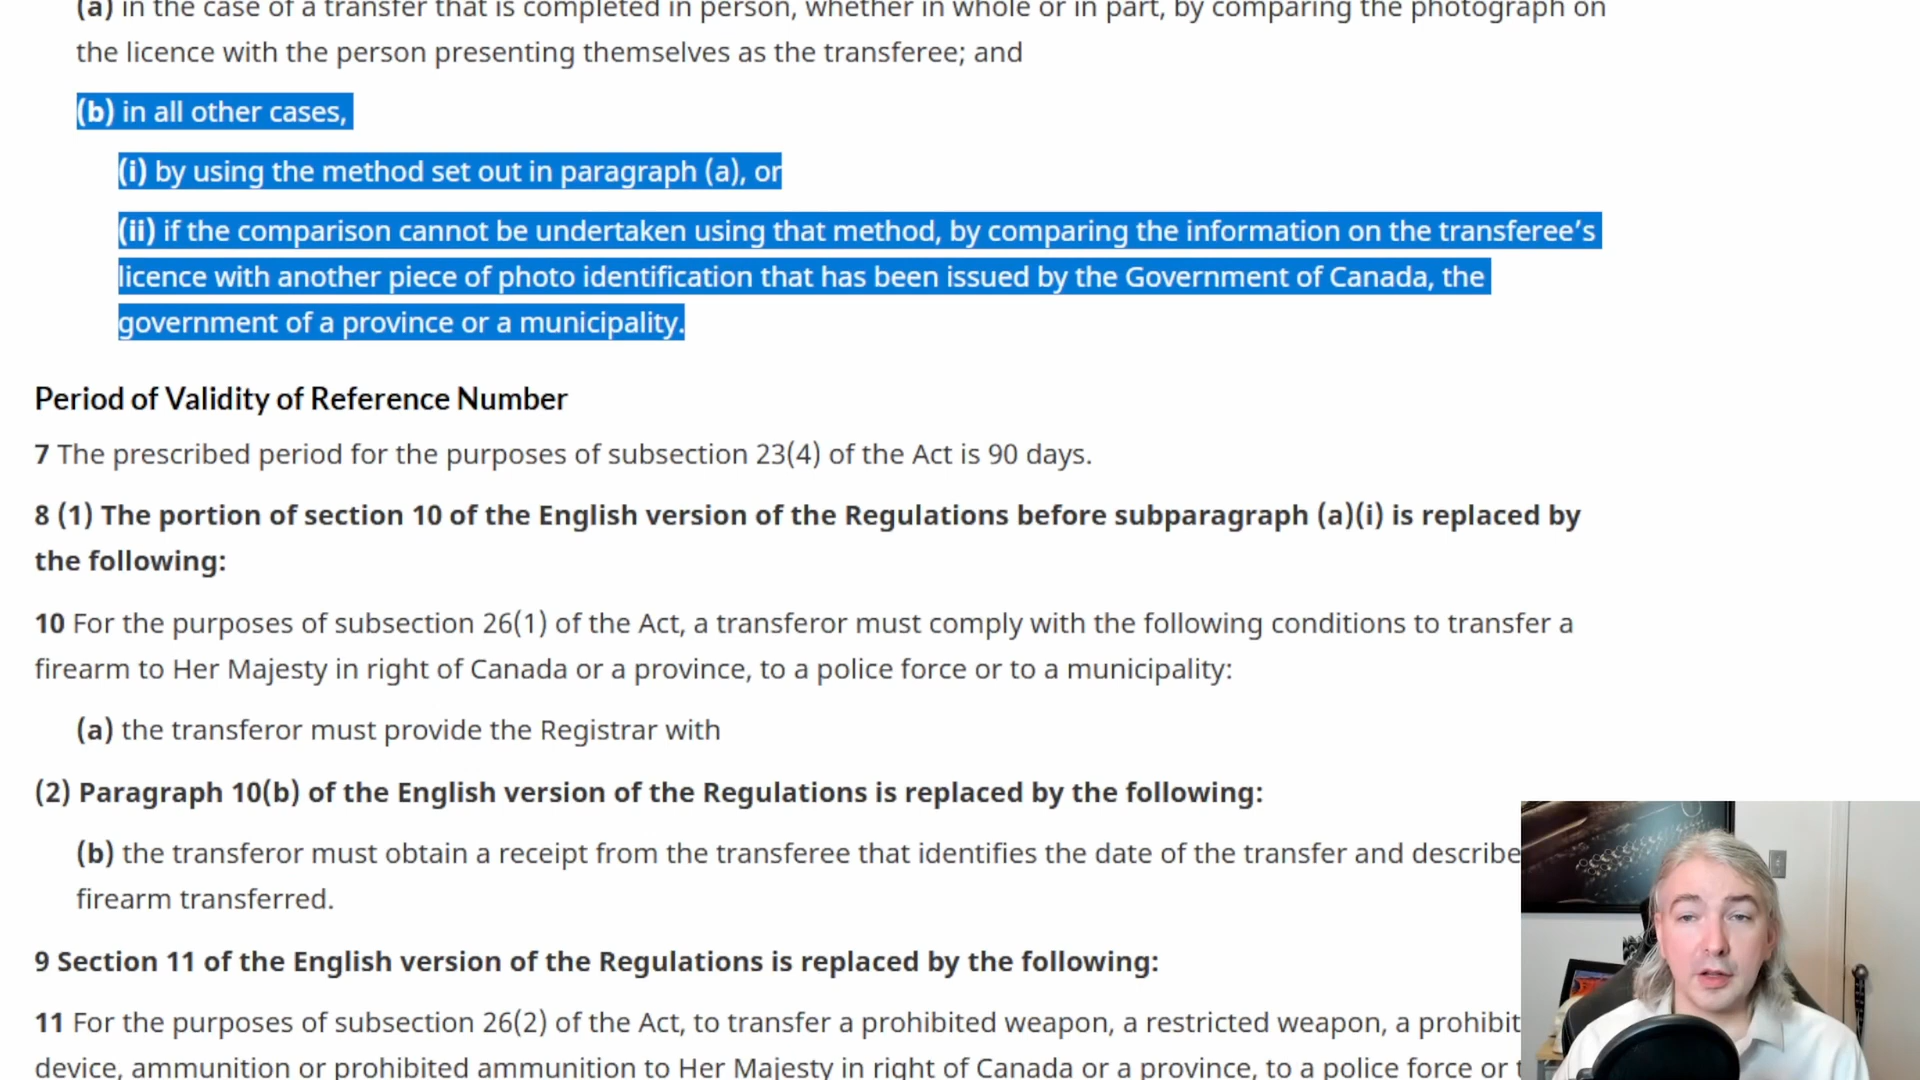 (a) in the case of a transfer that is completed in person, whether in whole or in part, by comparing the photograph on
the licence with the person presenting themselves as the transferee; and
(b) in all other cases,
(i) by using the method set out in paragraph (a), or
(ii) if the comparison cannot be undertaken using that method, by comparing the information on the transferee’s
licence with another piece of photo identification that has been issued by the Government of Canada, the
government of a province or a municipality.
Period of Validity of Reference Number
7 The prescribed period for the purposes of subsection 23(4) of the Act is 90 days.
8 (1) The portion of section 10 of the English version of the Regulations before subparagraph (a)(i) is replaced by
the following:
10 For the purposes of subsection 26(1) of the Act, a transferor must comply with the following conditions to transfer a
firearm to Her Majesty in right of Canada or a province, to a police force or to a municipality:
(a) the transferor must provide the Registrar with
(2) Paragraph 10(b) of the English version of the Regulations is replaced by the following:
(b) the transferor must obtain a receipt from the transferee that identifies the date of the transfer and describe
firearm transferred.
9 Section 11 of the English version of the Regulations is replaced by the following:
11 For the purposes of subsection 26(2) of the Act, to transfer a prohibited weapon, a restricted weapon, a prohibit
device, ammunition or prohibited ammunition to Her Majesty in right of Canada or a province, to a police force or